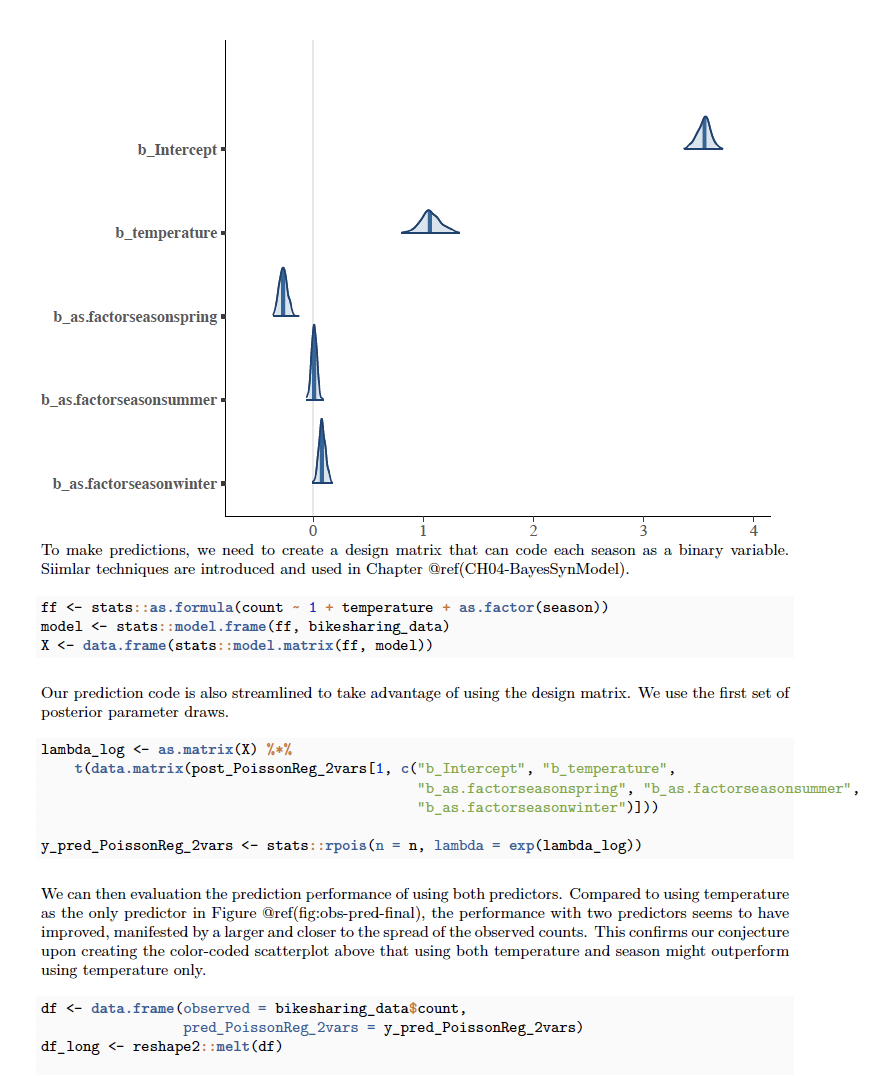 b_Intercept
b_temperature
b_as.factorseasonspring
b_as.factorseasonsummer
b_as.factorseasonwinter
0 1 2 3 4
To make predictions, we need to create a design matrix that can code each season as a binary variable.
Siimlar techniques are introduced and used in Chapter @ref(CH04-BayesSynModel).
ff <- stats::as.formula(count ~ 1 + temperature + as.factor(season))
model <- stats::model.frame(ff, bikesharing_data)
X <- data.frame(stats::model.matrix(ff, model))
Our prediction code is also streamlined to take advantage of using the design matrix. We use the first set of
posterior parameter draws.
lambda_log <- as.matrix(X) %*%
    t(data.matrix(post_PoissonReg_2vars[1, c("b_Intercept", "b_temperature",
                                             "b_as.factorseasonspring", "b_as.factorseasonsummer",
                                             "b_as.factorseasonwinter")]))
y_pred_PoissonReg_2vars <- stats::rpois(n = n, lambda = exp(lambda_log))
We can then evaluation the prediction performance of using both predictors. Compared to using temperature
as the only predictor in Figure @ref(fig:obs-pred-final), the performance with two predictors seems to have
improved, manifested by a larger and closer to the spread of the observed counts. This confirms our conjecture
upon creating the color-coded scatterplot above that using both temperature and season might outperform
using temperature only.
df <- data.frame(observed = bikesharing_data$count,
                 pred_PoissonReg_2vars = y_pred_PoissonReg_2vars)
df_long <- reshape2::melt(df)